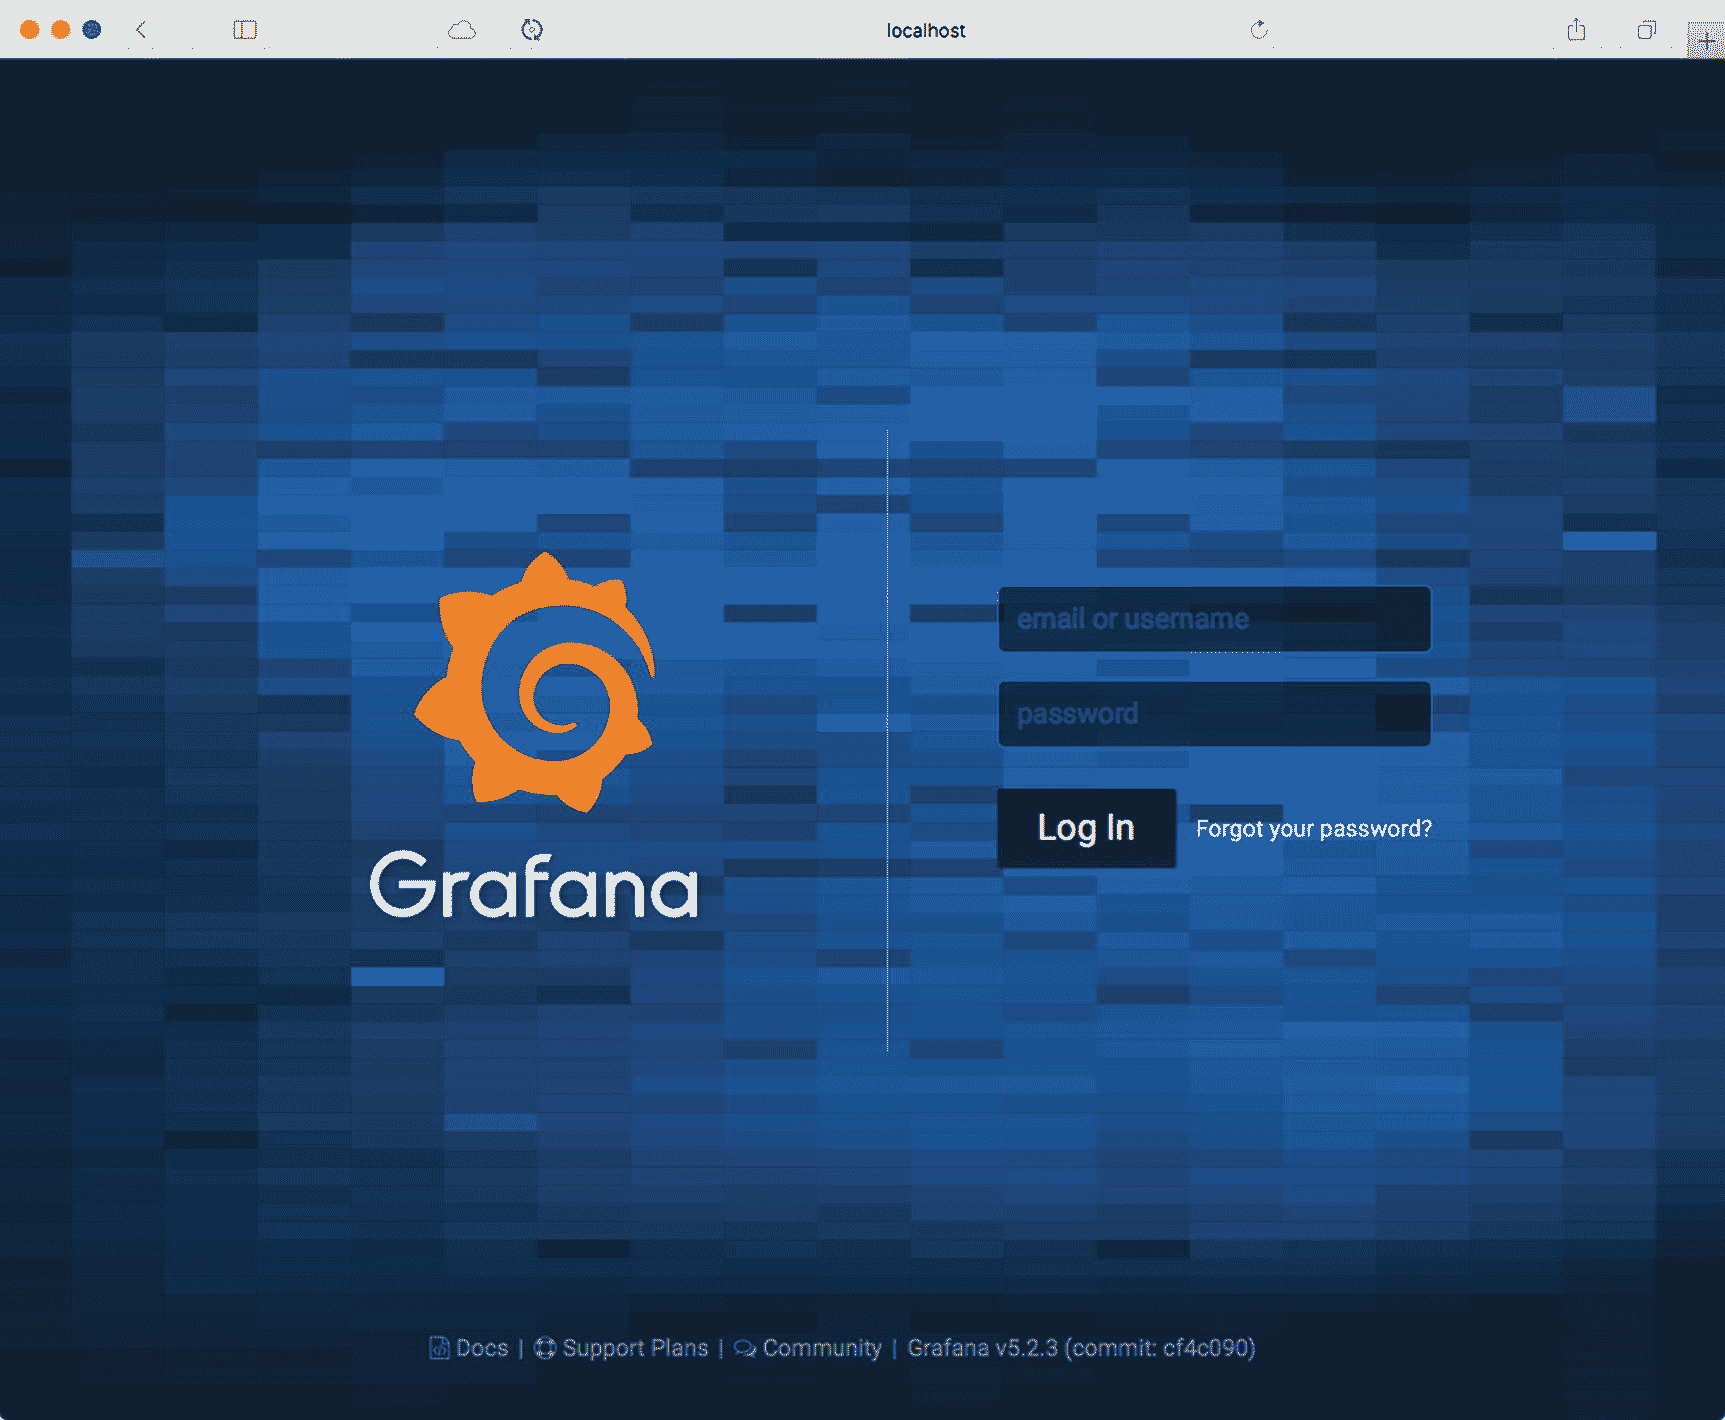 localhost
Grafana
email or username
password
Log In
Forgot your password?
Docs | Support Plans | Community | Grafana v5.2.3 (commit: cf4c090)